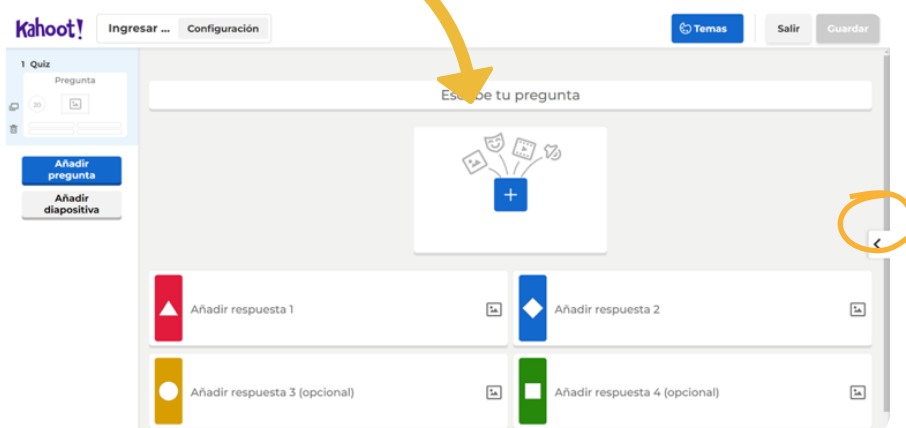 Kahoot!
Ingresar ...
Configuración
Temas
Salir
Guardar
1 Quiz
Pregunta
20
Añadir
pregunta
Añadir
diapositiva
tu pregunta
Añadir respuesta 1
Añadir respuesta 2
Añadir respuesta 3 (opcional)
Añadir respuesta 4 (opcional)